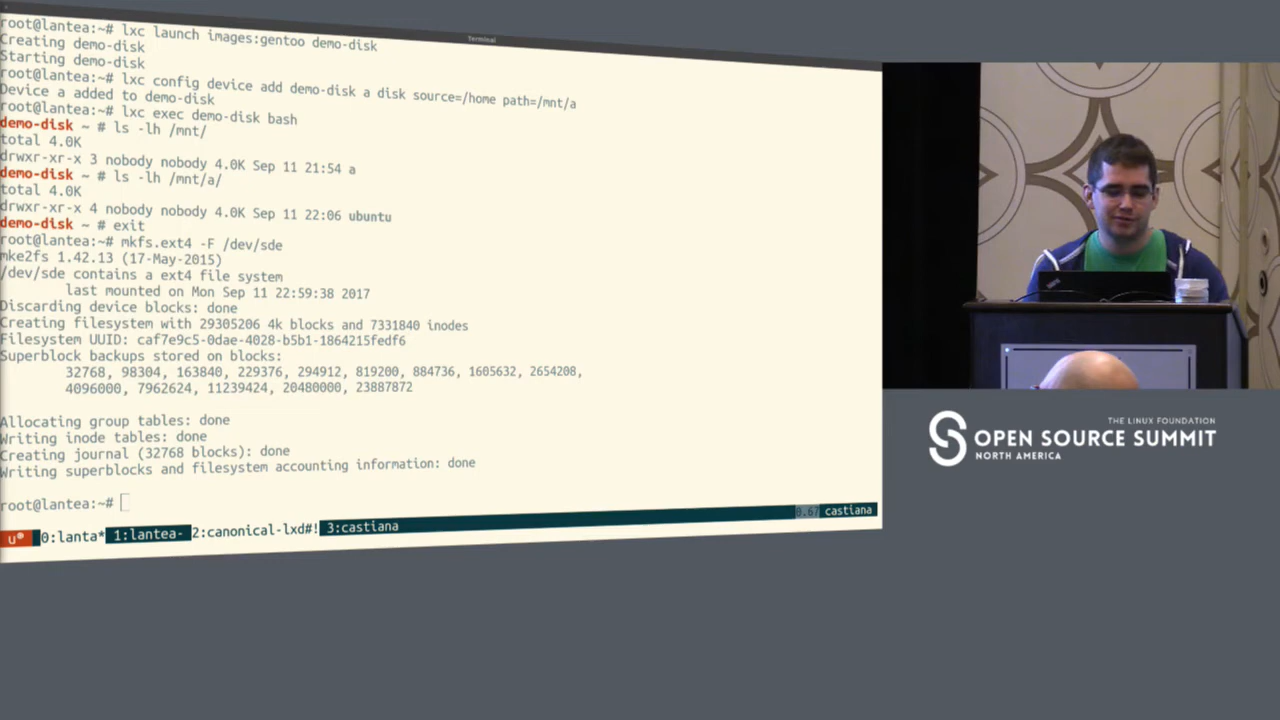 Terminal
root@lantea:~# lxc launch images:gentoo demo-disk
Creating demo-disk
Starting demo-disk
root@lantea:~# lxc config device add demo-disk a disk source=/home path=/mnt/a
Device a added to demo-disk
root@lantea:~# lxc exec demo-disk bash
demo-disk ~ # ls -lh /mnt/
total 4.0K
drwxr-xr-x 3 nobody nobody 4.0K Sep 11 21:54 a
demo-disk ~ # ls -lh /mnt/a/
total 4.0K
drwxr-xr-x 4 nobody nobody 4.0K Sep 11 22:06 ubuntu
demo-disk ~ # exit
root@lantea:~# mkfs.ext4 -F /dev/sde
mke2fs 1.42.13 (17-May-2015)
/dev/sde contains a ext4 file system
last mounted on Mon Sep 11 22:59:38 2017
Discarding device blocks: done
Creating filesystem with 29305206 4k blocks and 7331840 inodes
Filesystem UUID: caf7e9c5-0dae-4028-b5b1-1864215fedf6
Superblock backups stored on blocks:
32768, 98304, 163840, 229376, 294912, 819200, 884736, 1605632, 2654208,
4096000, 7962624, 11239424, 20480000, 23887872
Allocating group tables: done
Writing inode tables: done
Creating journal (32768 blocks): done
Writing superblocks and filesystem accounting information: done
root@lantea:~#
u 0:lanta* 1:lantea- 2:canonical-lxd#! 3:castiana 0.67 castiana
THE LINUX FOUNDATION
OPEN SOURCE SUMMIT
NORTH AMERICA